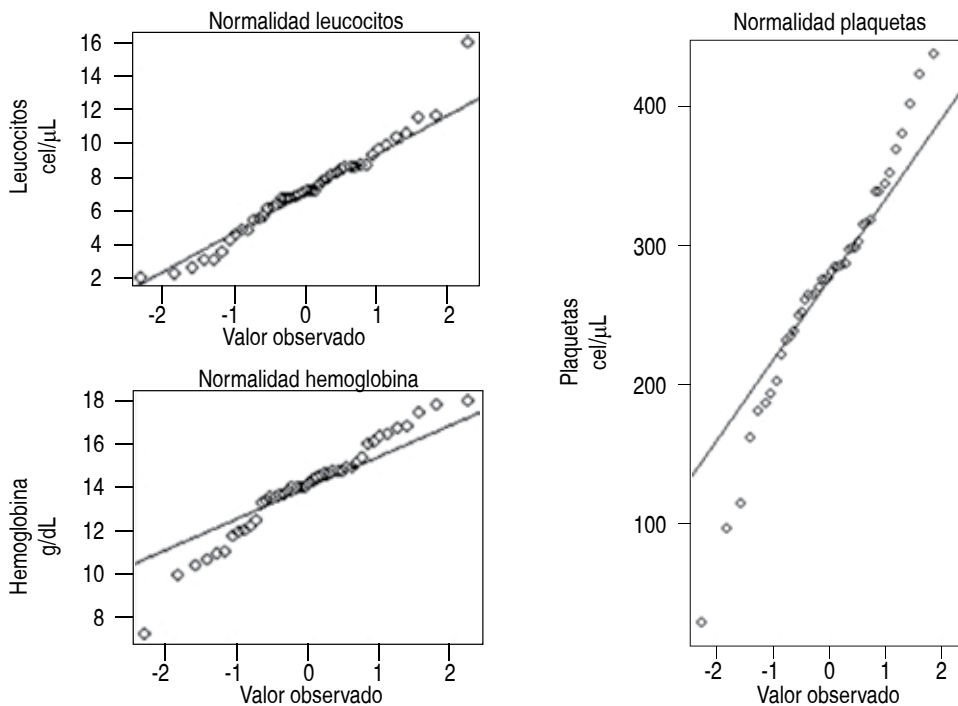 Normalidad leucocitos
16
14
12
10
8
6
4
2
Leucocitos
cel/μL
-2 -1 0 1 2
Valor observado
Normalidad hemoglobina
18
16
14
12
10
8
Hemoglobina
g/dL
-2 -1 0 1 2
Valor observado
Normalidad plaquetas
400
300
200
100
Plaquetas
cel/μL
-2 -1 0 1 2
Valor observado